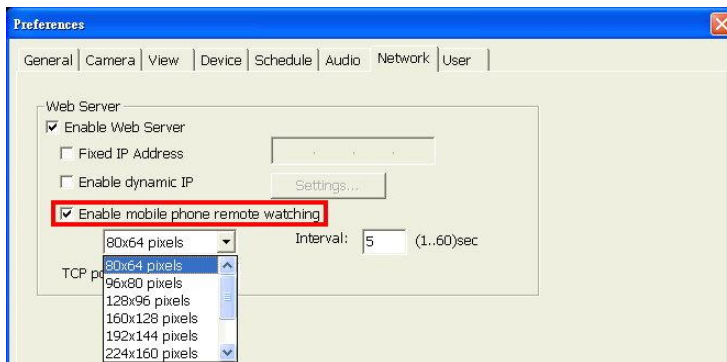 Preferences
General Camera View Device Schedule Audio Network User
Web Server
Enable Web Server
Fixed IP Address
Enable dynamic IP Settings...
Enable mobile phone remote watching
80x64 pixels Interval: 5 (1..60)sec
TCP
80x64 pixels
96x80 pixels
128x96 pixels
160x128 pixels
192x144 pixels
224x160 pixels